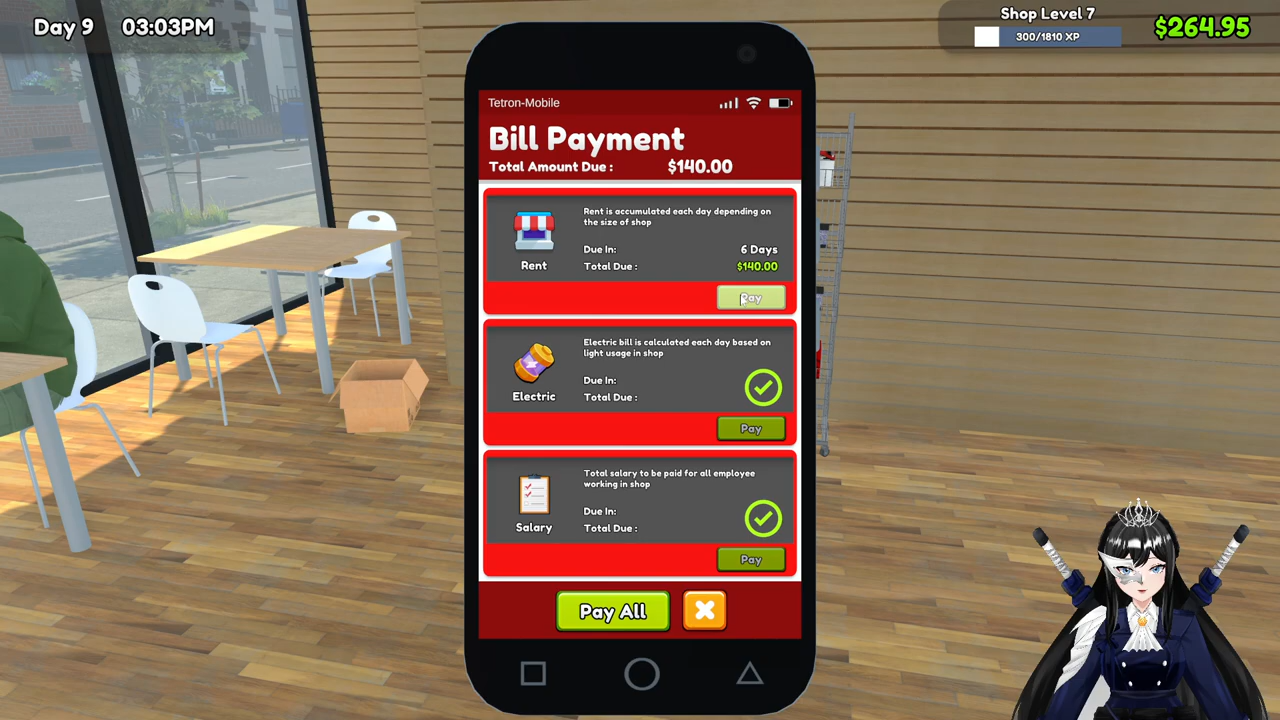 Day 9 03:03PM
Shop Level 7
300/1810 XP
$264.95
Tetron-Mobile
Bill Payment
Total Amount Due : $140.00
Rent is accumulated each day depending on
the size of shop
Due In: 6 Days
Total Due : $140.00
Rent
Pay
Electric bill is calculated each day based on
light usage in shop
Due In:
Total Due :
Electric
Pay
Total salary to be paid for all employee
working in shop
Due In:
Total Due :
Salary
Pay
Pay All